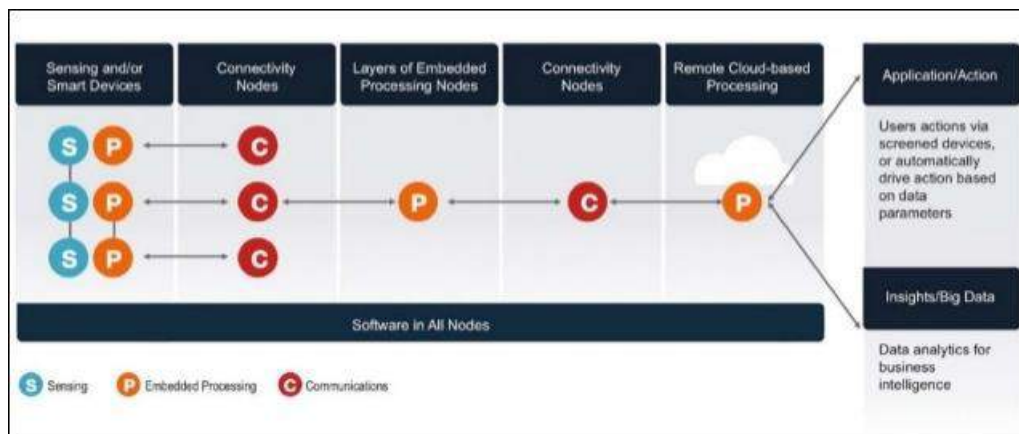 Sensing and/or
Smart Devices
Connectivity
Nodes
Layers of Embedded
Processing Nodes
Connectivity
Nodes
Remote Cloud-based
Processing
Application/Action
S P C
S P C P C P
S P C
Users actions via
screened devices,
or automatically
drive action based
on data
parameters
Insights/Big Data
Data analytics for
business
intelligence
Software in All Nodes
S Sensing
P Embedded Processing
C Communications